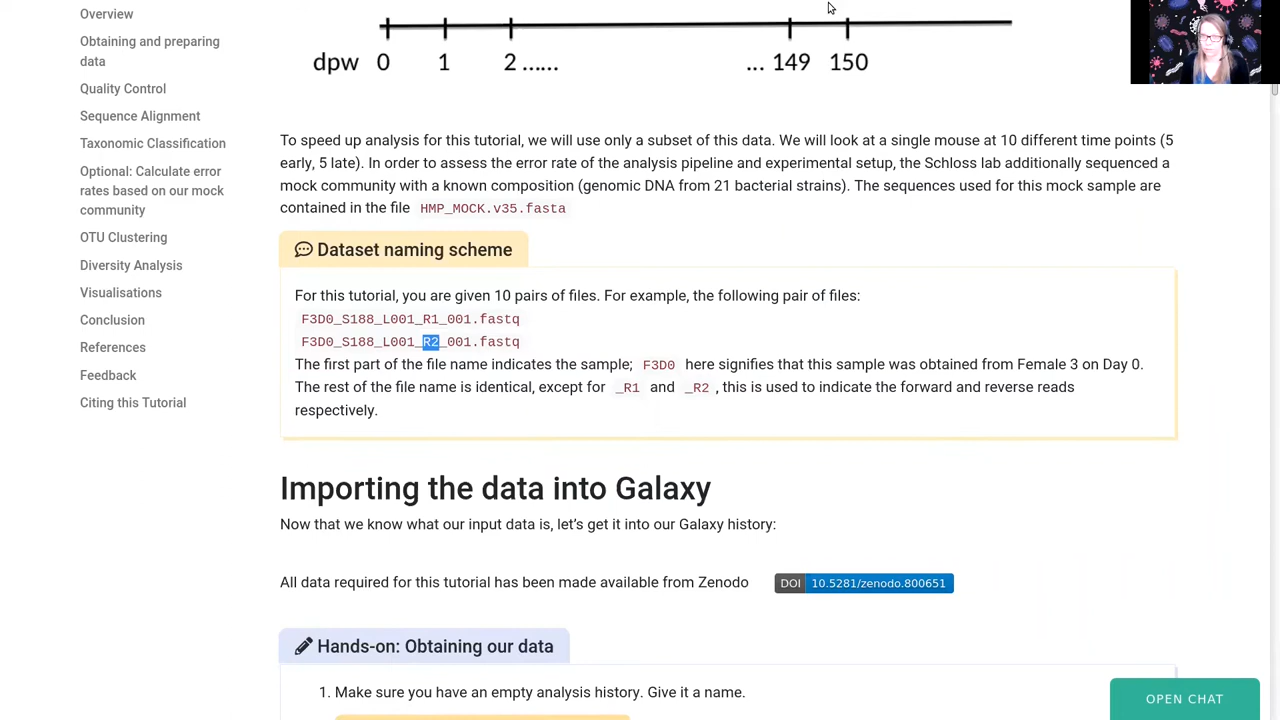 Overview
Obtaining and preparing
data
Quality Control
Sequence Alignment
Taxonomic Classification
Optional: Calculate error
rates based on our mock
community
OTU Clustering
Diversity Analysis
Visualisations
Conclusion
References
Feedback
Citing this Tutorial
dpw 0 1 2 ...... ... 149 150
To speed up analysis for this tutorial, we will use only a subset of this data. We will look at a single mouse at 10 different time points (5
early, 5 late). In order to assess the error rate of the analysis pipeline and experimental setup, the Schloss lab additionally sequenced a
mock community with a known composition (genomic DNA from 21 bacterial strains). The sequences used for this mock sample are
contained in the file HMP_MOCK.v35.fasta
Dataset naming scheme
For this tutorial, you are given 10 pairs of files. For example, the following pair of files:
F3D0_S188_L001_R1_001.fastq
F3D0_S188_L001_R2_001.fastq
The first part of the file name indicates the sample; F3D0 here signifies that this sample was obtained from Female 3 on Day 0.
The rest of the file name is identical, except for _R1 and _R2 , this is used to indicate the forward and reverse reads
respectively.
Importing the data into Galaxy
Now that we know what our input data is, let’s get it into our Galaxy history:
All data required for this tutorial has been made available from Zenodo DOI 10.5281/zenodo.800651
Hands-on: Obtaining our data
1. Make sure you have an empty analysis history. Give it a name.
OPEN CHAT